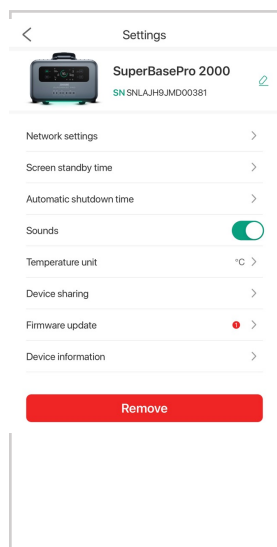 Settings
SuperBasePro 2000
SN SNLAJH9JMD00381
Network settings
Screen standby time
Automatic shutdown time
Sounds
Temperature unit °C
Device sharing
Firmware update 1
Device information
Remove